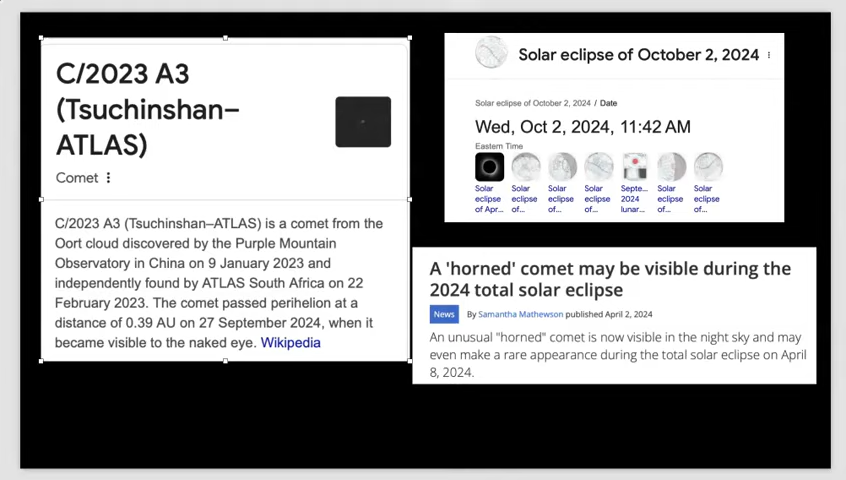 C/2023 A3
(Tsuchinshan–
ATLAS)
Comet
C/2023 A3 (Tsuchinshan–ATLAS) is a comet from the
Oort cloud discovered by the Purple Mountain
Observatory in China on 9 January 2023 and
independently found by ATLAS South Africa on 22
February 2023. The comet passed perihelion at a
distance of 0.39 AU on 27 September 2024, when it
became visible to the naked eye. Wikipedia
Solar eclipse of October 2, 2024
Solar eclipse of October 2, 2024 / Date
Wed, Oct 2, 2024, 11:42 AM
Eastern Time
Solar Solar Solar Solar Septe... Solar Solar
eclipse eclipse eclipse eclipse 2024 eclipse eclipse
of Apr... of... of... of... lunar... of... of...
A 'horned' comet may be visible during the
2024 total solar eclipse
News By Samantha Mathewson published April 2, 2024
An unusual "horned" comet is now visible in the night sky and may
even make a rare appearance during the total solar eclipse on April
8, 2024.